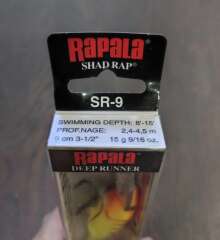 RAPALA
SHAD RAP
SR-9
SWIMMING DEPTH: 8'-15'
PROF.NAGE: 2,4-4,5 m
9 cm 3-1/2" 15 g 9/16 oz.
RAPALA
DEEP RUNNER